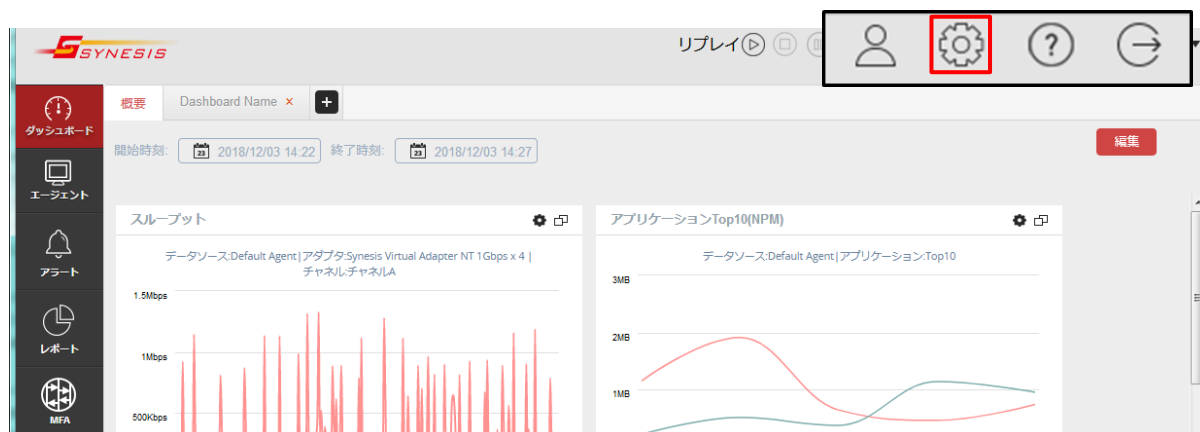 SYNESIS
リプレイ
?
ダッシュボード
エージェント
アラート
レポート
MFA
概要
Dashboard Name ×
+
開始時刻:
23
2018/12/03 14:22
終了時刻:
23
2018/12/03 14:27
編集
スループット
データソース:Default Agent|アダプタ:Synesis Virtual Adapter NT 1Gbps x 4 |
チャネル:チャネルA
1.5Mbps
1Mbps
500Kbps
アプリケーションTop10(NPM)
データソース:Default Agent|アプリケーション:Top10
3MB
2MB
1MB